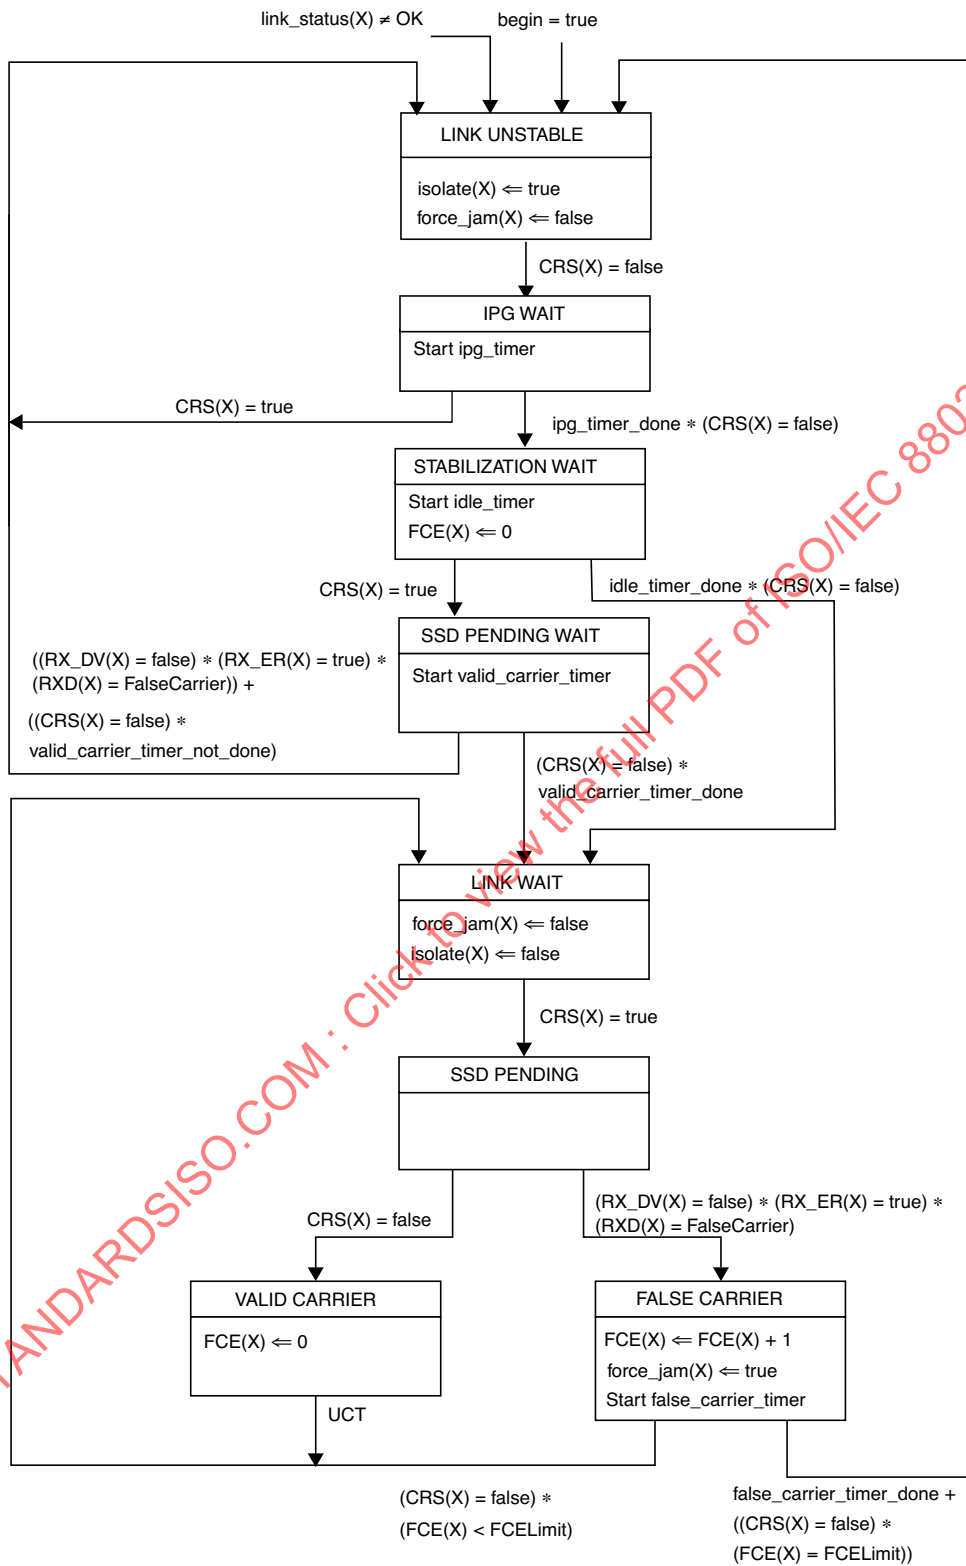 link_status(X) ≠ OK
begin = true
LINK UNSTABLE
isolate(X) ⇐ true
force_jam(X) ⇐ false
CRS(X) = false
IPG WAIT
Start ipg_timer
CRS(X) = true
ipg_timer_done * (CRS(X) = false)
STABILIZATION WAIT
Start idle_timer
FCE(X) ⇐ 0
CRS(X) = true
idle_timer_done * (CRS(X) = false)
SSD PENDING WAIT
Start valid_carrier_timer
((RX_DV(X) = false) * (RX_ER(X) = true) *
(RXD(X) = FalseCarrier)) +
((CRS(X) = false) *
valid_carrier_timer_not_done)
(CRS(X) = false) *
valid_carrier_timer_done
LINK WAIT
force_jam(X) ⇐ false
isolate(X) ⇐ false
CRS(X) = true
SSD PENDING
CRS(X) = false
(RX_DV(X) = false) * (RX_ER(X) = true) *
(RXD(X) = FalseCarrier)
VALID CARRIER
FCE(X) ⇐ 0
UCT
FALSE CARRIER
FCE(X) ⇐ FCE(X) + 1
force_jam(X) ⇐ true
Start false_carrier_timer
(CRS(X) = false) *
(FCE(X) < FCELimit)
false_carrier_timer_done +
((CRS(X) = false) *
(FCE(X) = FCELimit))
ANDARDSISO.COM : Click to view the full PDF of ISO/IEC 8802